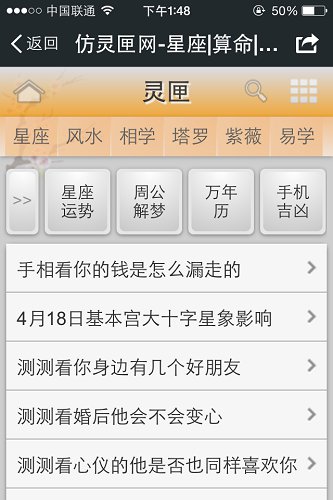 中国联通 下午1:48 50%
返回 仿灵匣网-星座|算命|...
灵匣
星座 风水 相学 塔罗 紫薇 易学
>> 星座 周公 万年 手机
运势 解梦 历 吉凶
手相看你的钱是怎么漏走的
4月18日基本宫大十字星象影响
测测看你身边有几个好朋友
测测看婚后他会不会变心
测测看心仪的他是否也同样喜欢你